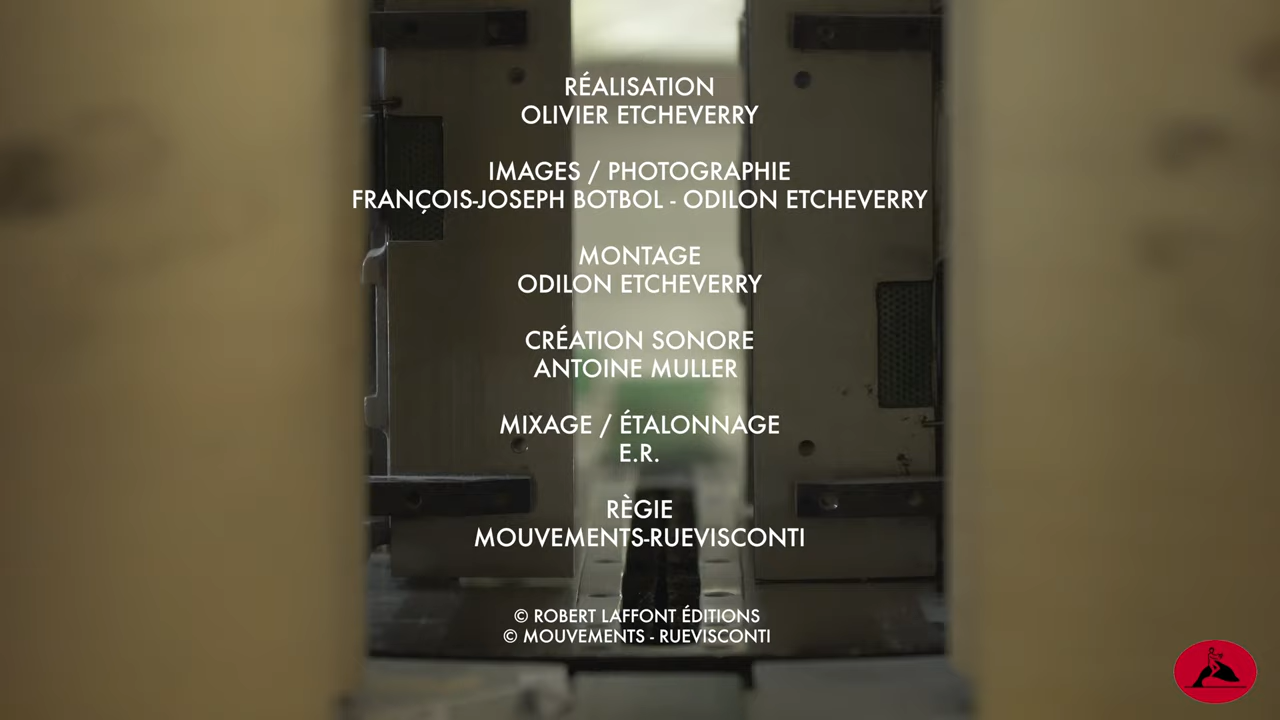 RÉALISATION
OLIVIER ETCHEVERRY
IMAGES / PHOTOGRAPHIE
FRANÇOIS-JOSEPH BOTBOL - ODILON ETCHEVERRY
MONTAGE
ODILON ETCHEVERRY
CRÉATION SONORE
ANTOINE MULLER
MIXAGE / ÉTALONNAGE
E.R.
RÈGIE
MOUVEMENTS-RUEVISCONTI
© ROBERT LAFFONT ÉDITIONS
© MOUVEMENTS - RUEVISCONTI